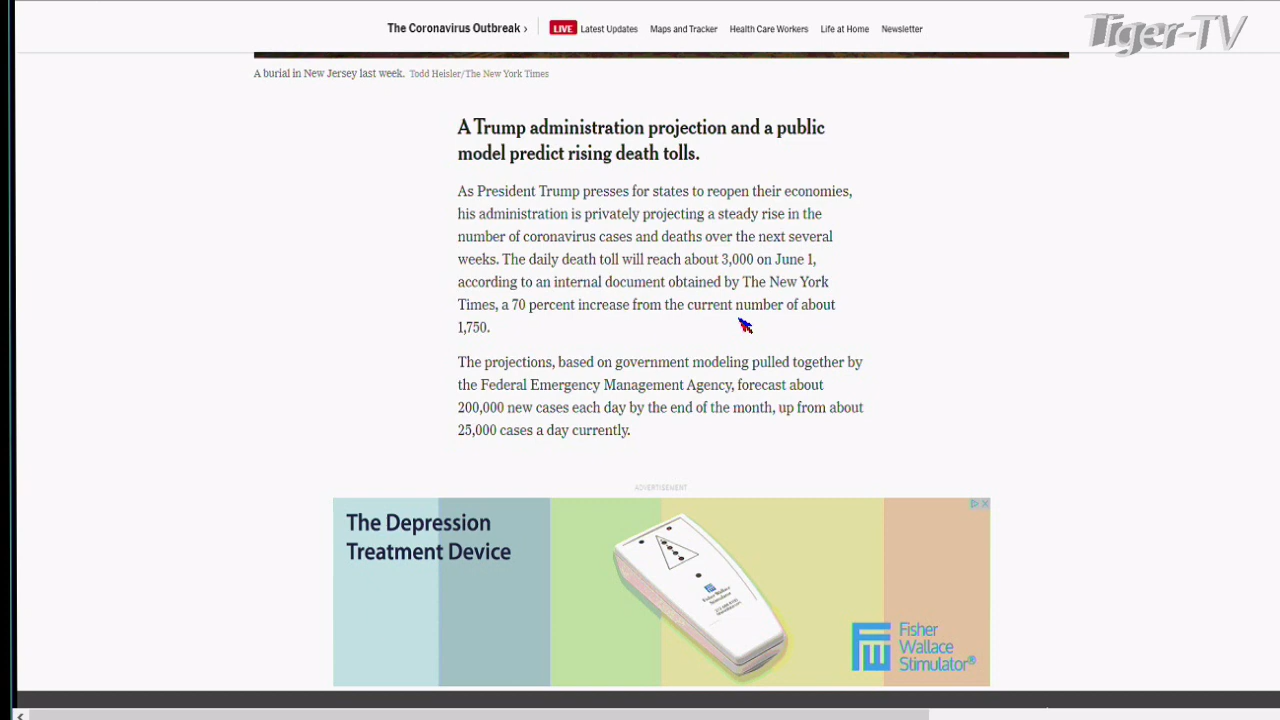 The Coronavirus Outbreak ›
LIVE Latest Updates Maps and Tracker Health Care Workers Life at Home Newsletter
Tiger-TV
A burial in New Jersey last week. Todd Heisler/The New York Times
A Trump administration projection and a public
model predict rising death tolls.
As President Trump presses for states to reopen their economies,
his administration is privately projecting a steady rise in the
number of coronavirus cases and deaths over the next several
weeks. The daily death toll will reach about 3,000 on June 1,
according to an internal document obtained by The New York
Times, a 70 percent increase from the current number of about
1,750.
The projections, based on government modeling pulled together by
the Federal Emergency Management Agency, forecast about
200,000 new cases each day by the end of the month, up from about
25,000 cases a day currently.
ADVERTISEMENT
The Depression
Treatment Device
Fisher Wallace
Stimulator
Fisher
Wallace
Stimulator®